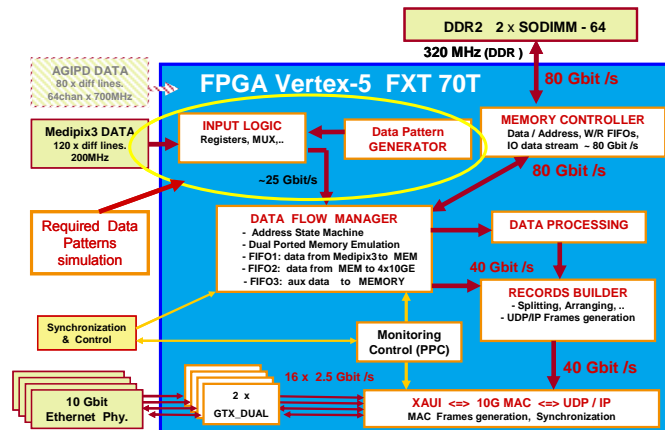 DDR2 2 x SODIMM - 64
320 MHz (DDR )
AGIPD DATA
80 x diff lines.
64chan x 700MHz
FPGA Vertex-5 FXT 70T
80 Gbit /s
Medipix3 DATA
120 x diff lines.
200MHz
INPUT LOGIC
Registers, MUX,..
Data Pattern
GENERATOR
MEMORY CONTROLLER
Data / Address, W/R FIFOs,
IO data stream ~ 80 Gbit /s
~25 Gbit/s
80 Gbit /s
Required Data
Patterns
simulation
DATA FLOW MANAGER
- Address State Machine
- Dual Ported Memory Emulation
- FIFO1: data from Medipix3 to MEM
- FIFO2: data from MEM to 4x10GE
- FIFO3: aux data to MEMORY
DATA PROCESSING
40 Gbit /s
RECORDS BUILDER
- Splitting, Arranging, ..
- UDP/IP Frames generation
Synchronization
& Control
Monitoring
Control (PPC)
40 Gbit /s
16 x 2.5 Gbit /s
10 Gbit
Ethernet Phy.
2 x
GTX_DUAL
XAUI <=> 10G MAC <=> UDP / IP
MAC Frames generation, Synchronization